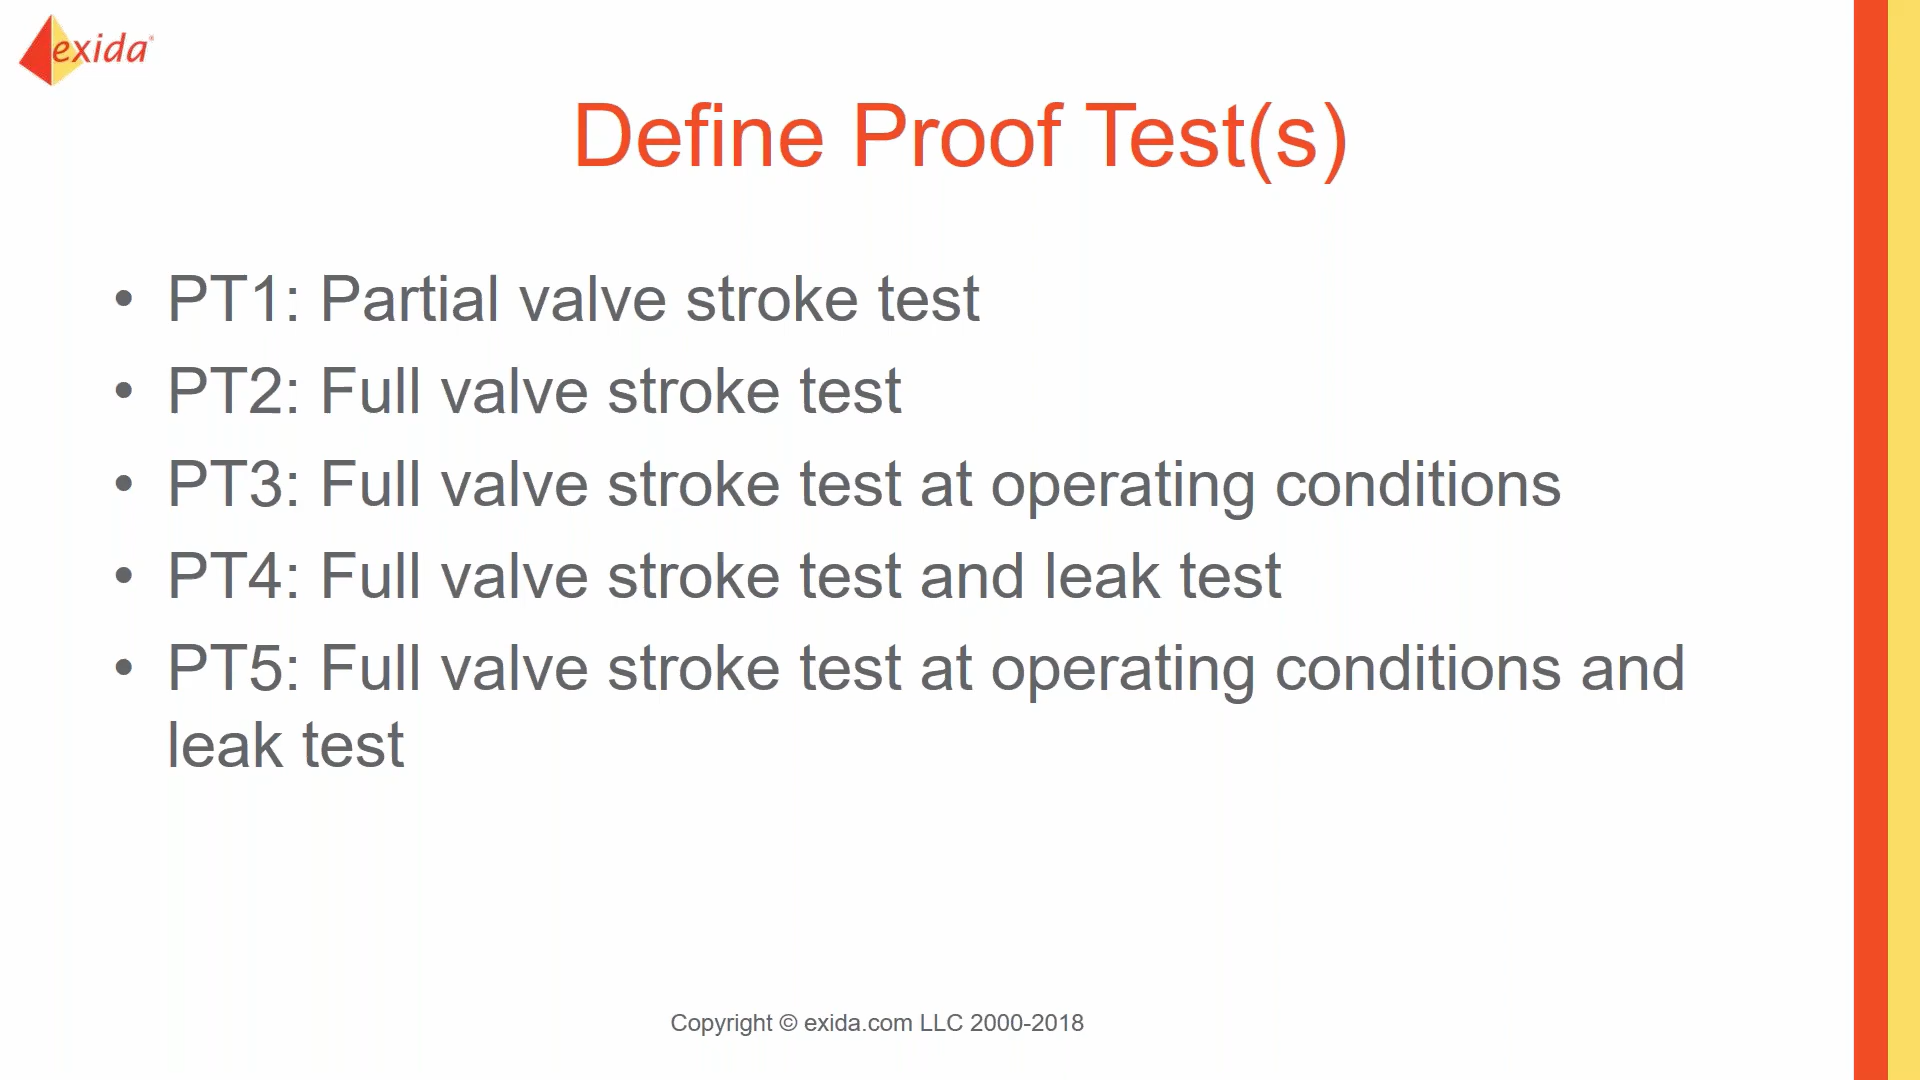 exida
Define Proof Test(s)
• PT1: Partial valve stroke test
• PT2: Full valve stroke test
• PT3: Full valve stroke test at operating conditions
• PT4: Full valve stroke test and leak test
• PT5: Full valve stroke test at operating conditions and
leak test
Copyright © exida.com LLC 2000-2018